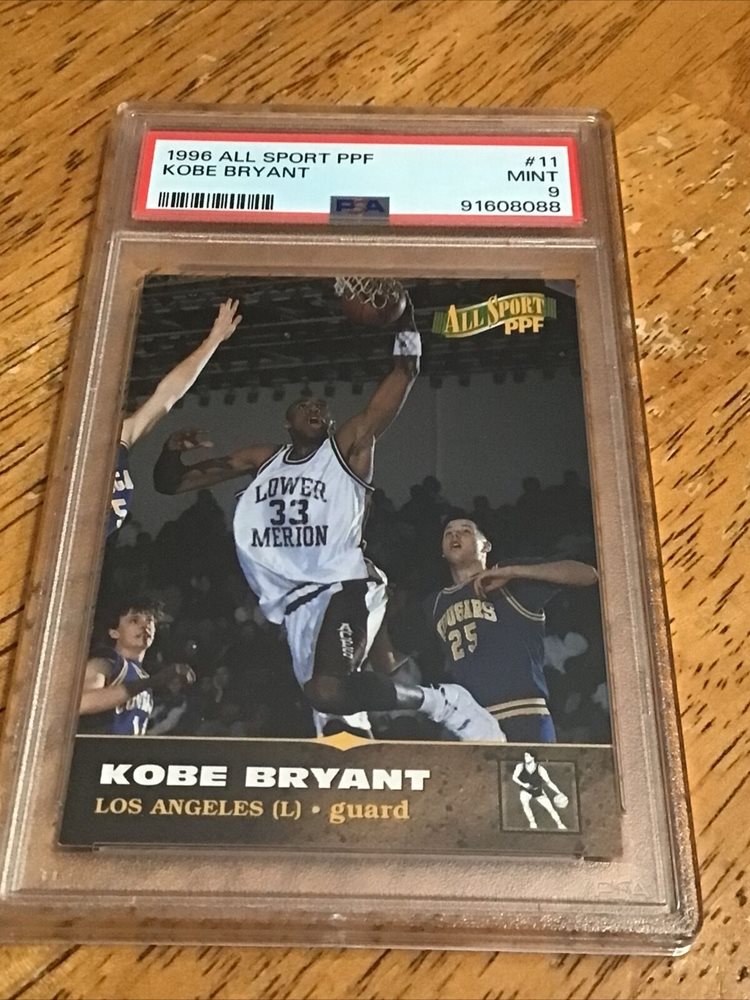 1996 ALL SPORT PPF #11
KOBE BRYANT MINT
9
PSA 91608088
ALL SPORT
PPF
LOWER
33
MERION
ACES
COUGARS
25
KOBE BRYANT
LOS ANGELES (L) • guard